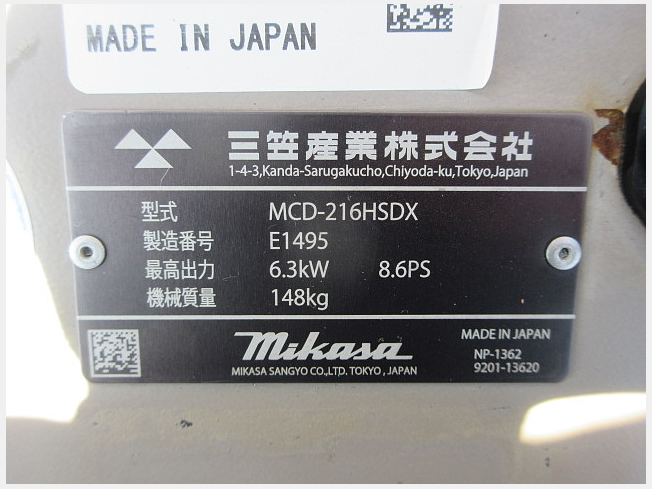 MADE IN JAPAN
三笠産業株式会社
1-4-3,Kanda-Sarugakucho,Chiyoda-ku,Tokyo,Japan
型式 MCD-216HSDX
製造番号 E1495
最高出力 6.3kW 8.6PS
機械質量 148kg
mikasa
MIKASA SANGYO CO.,LTD. TOKYO , JAPAN
MADE IN JAPAN
NP-1362
9201-13620